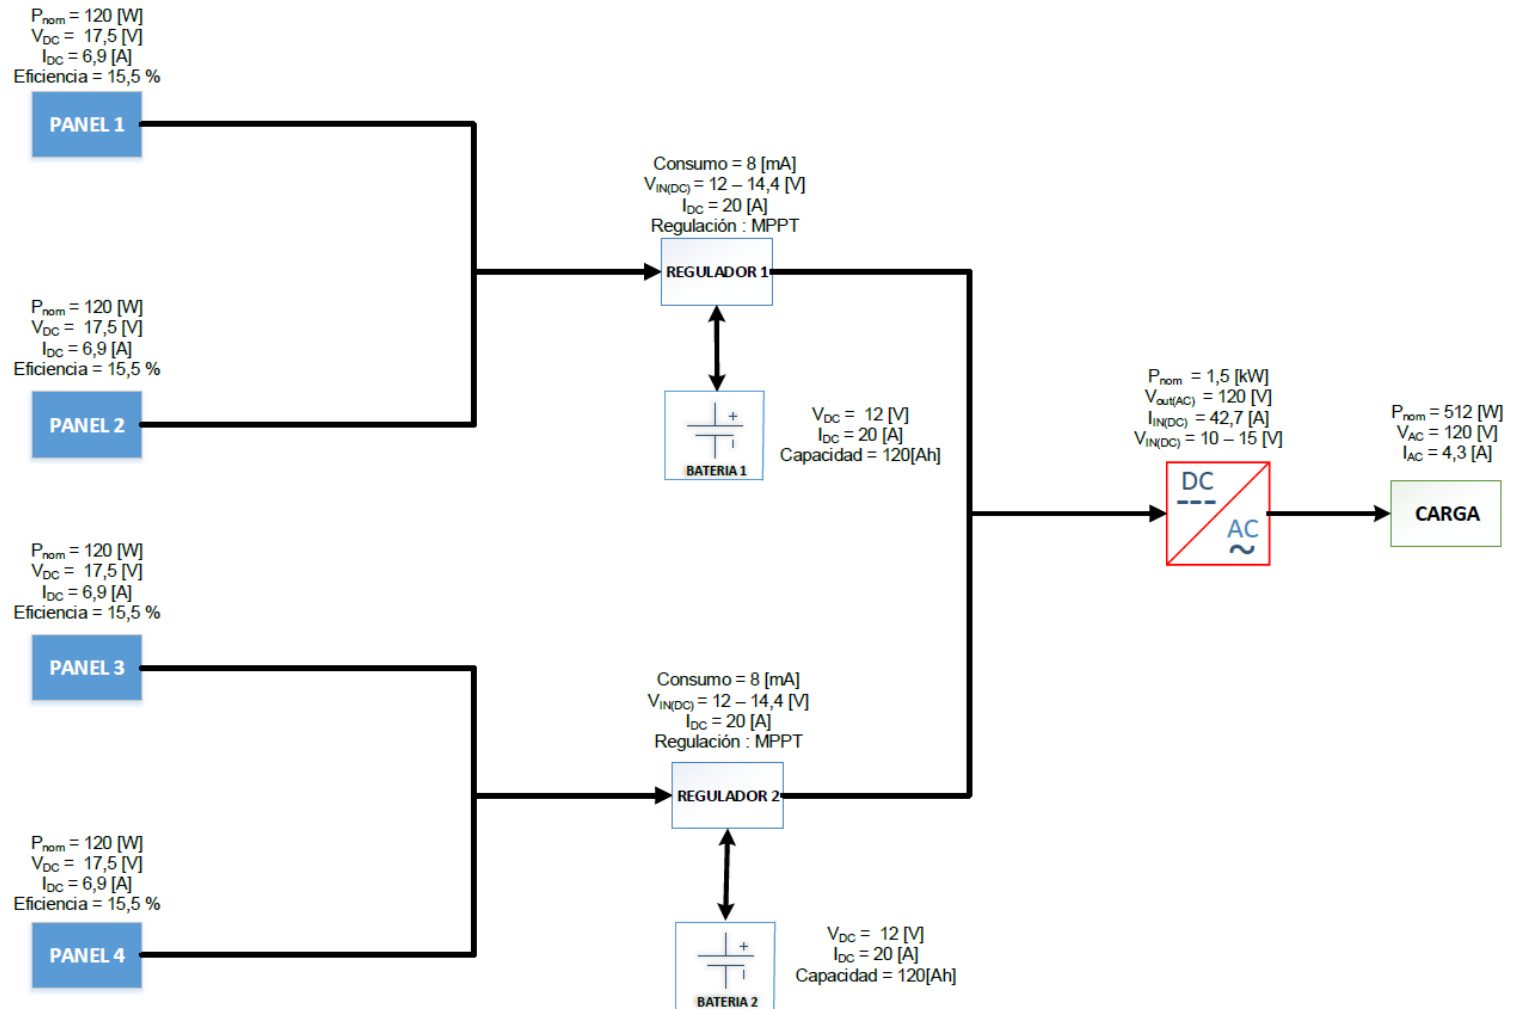 Pnom = 120 [W]
VDC = 17,5 [V]
IDC = 6,9 [A]
Eficiencia = 15,5 %
PANEL 1
Pnom = 120 [W]
VDC = 17,5 [V]
IDC = 6,9 [A]
Eficiencia = 15,5 %
PANEL 2
Consumo = 8 [mA]
VIN(DC) = 12 – 14,4 [V]
IDC = 20 [A]
Regulación : MPPT
REGULADOR 1
+
BATERIA 1
VDC = 12 [V]
IDC = 20 [A]
Capacidad = 120[Ah]
Pnom = 120 [W]
VDC = 17,5 [V]
IDC = 6,9 [A]
Eficiencia = 15,5 %
PANEL 3
Pnom = 120 [W]
VDC = 17,5 [V]
IDC = 6,9 [A]
Eficiencia = 15,5 %
PANEL 4
Consumo = 8 [mA]
VIN(DC) = 12 – 14,4 [V]
IDC = 20 [A]
Regulación : MPPT
REGULADOR 2
+
BATERIA 2
VDC = 12 [V]
IDC = 20 [A]
Capacidad = 120[Ah]
Pnom = 1,5 [kW]
Vout(AC) = 120 [V]
IIN(DC) = 42,7 [A]
VIN(DC) = 10 – 15 [V]
DC
AC
Pnom = 512 [W]
VAC = 120 [V]
IAC = 4,3 [A]
CARGA